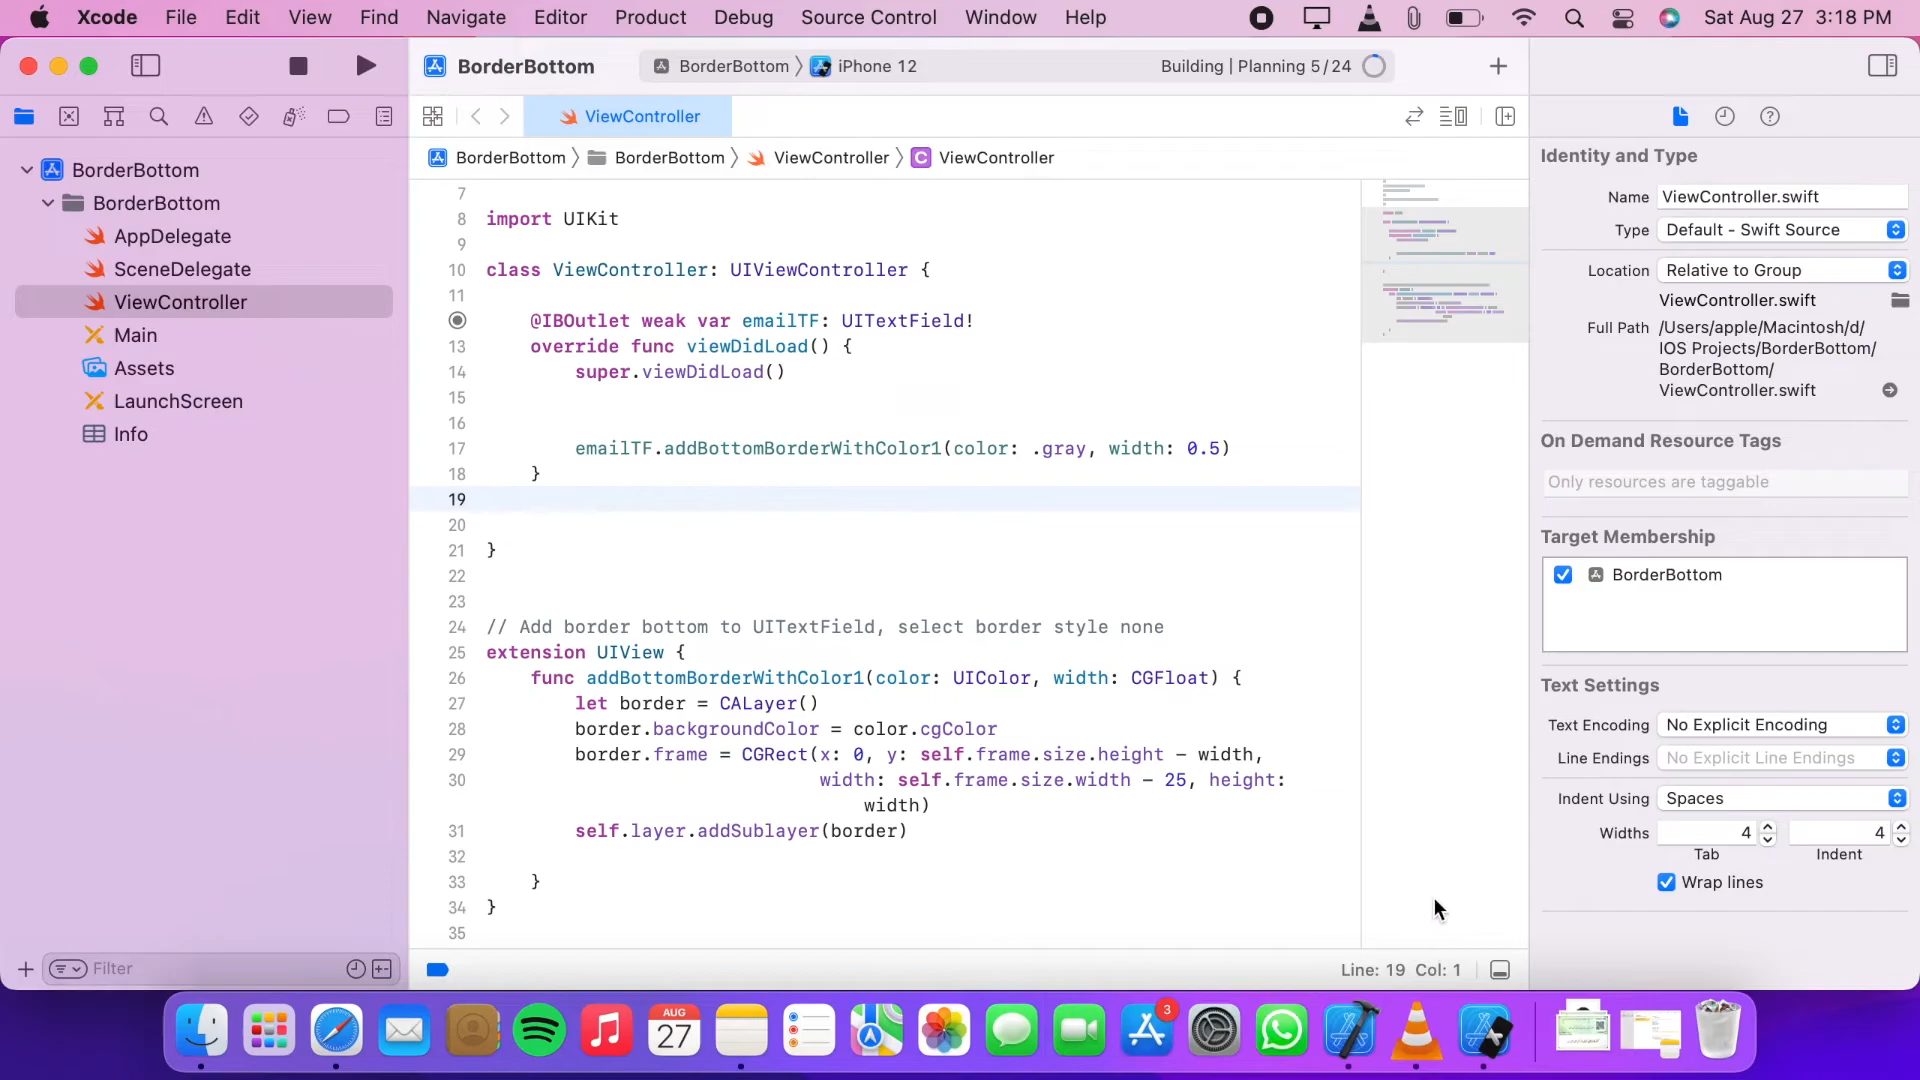 Xcode File Edit View Find Navigate Editor Product Debug Source Control Window Help Sat Aug 27 3:18 PM
BorderBottom BorderBottom iPhone 12 Building | Planning 5/24
ViewController
BorderBottom BorderBottom ViewController C ViewController
BorderBottom
BorderBottom
AppDelegate
SceneDelegate
ViewController
Main
Assets
LaunchScreen
Info
Filter
7
8 import UIKit
9
10 class ViewController: UIViewController {
11
@IBOutlet weak var emailTF: UITextField!
13 override func viewDidLoad() {
14 super.viewDidLoad()
15
16
17 emailTF.addBottomBorderWithColor1(color: .gray, width: 0.5)
18 }
19
20
21 }
22
23
24 // Add border bottom to UITextField, select border style none
25 extension UIView {
26 func addBottomBorderWithColor1(color: UIColor, width: CGFloat) {
27 let border = CALayer()
28 border.backgroundColor = color.cgColor
29 border.frame = CGRect(x: 0, y: self.frame.size.height - width,
30 width: self.frame.size.width - 25, height:
width)
31 self.layer.addSublayer(border)
32
33 }
34 }
35
Line: 19 Col: 1
Identity and Type
Name ViewController.swift
Type Default - Swift Source
Location Relative to Group
ViewController.swift
Full Path /Users/apple/Macintosh/d/
IOS Projects/BorderBottom/
BorderBottom/
ViewController.swift
On Demand Resource Tags
Only resources are taggable
Target Membership
BorderBottom
Text Settings
Text Encoding No Explicit Encoding
Line Endings No Explicit Line Endings
Indent Using Spaces
Widths 4 4
Tab Indent
Wrap lines
AUG
27
3